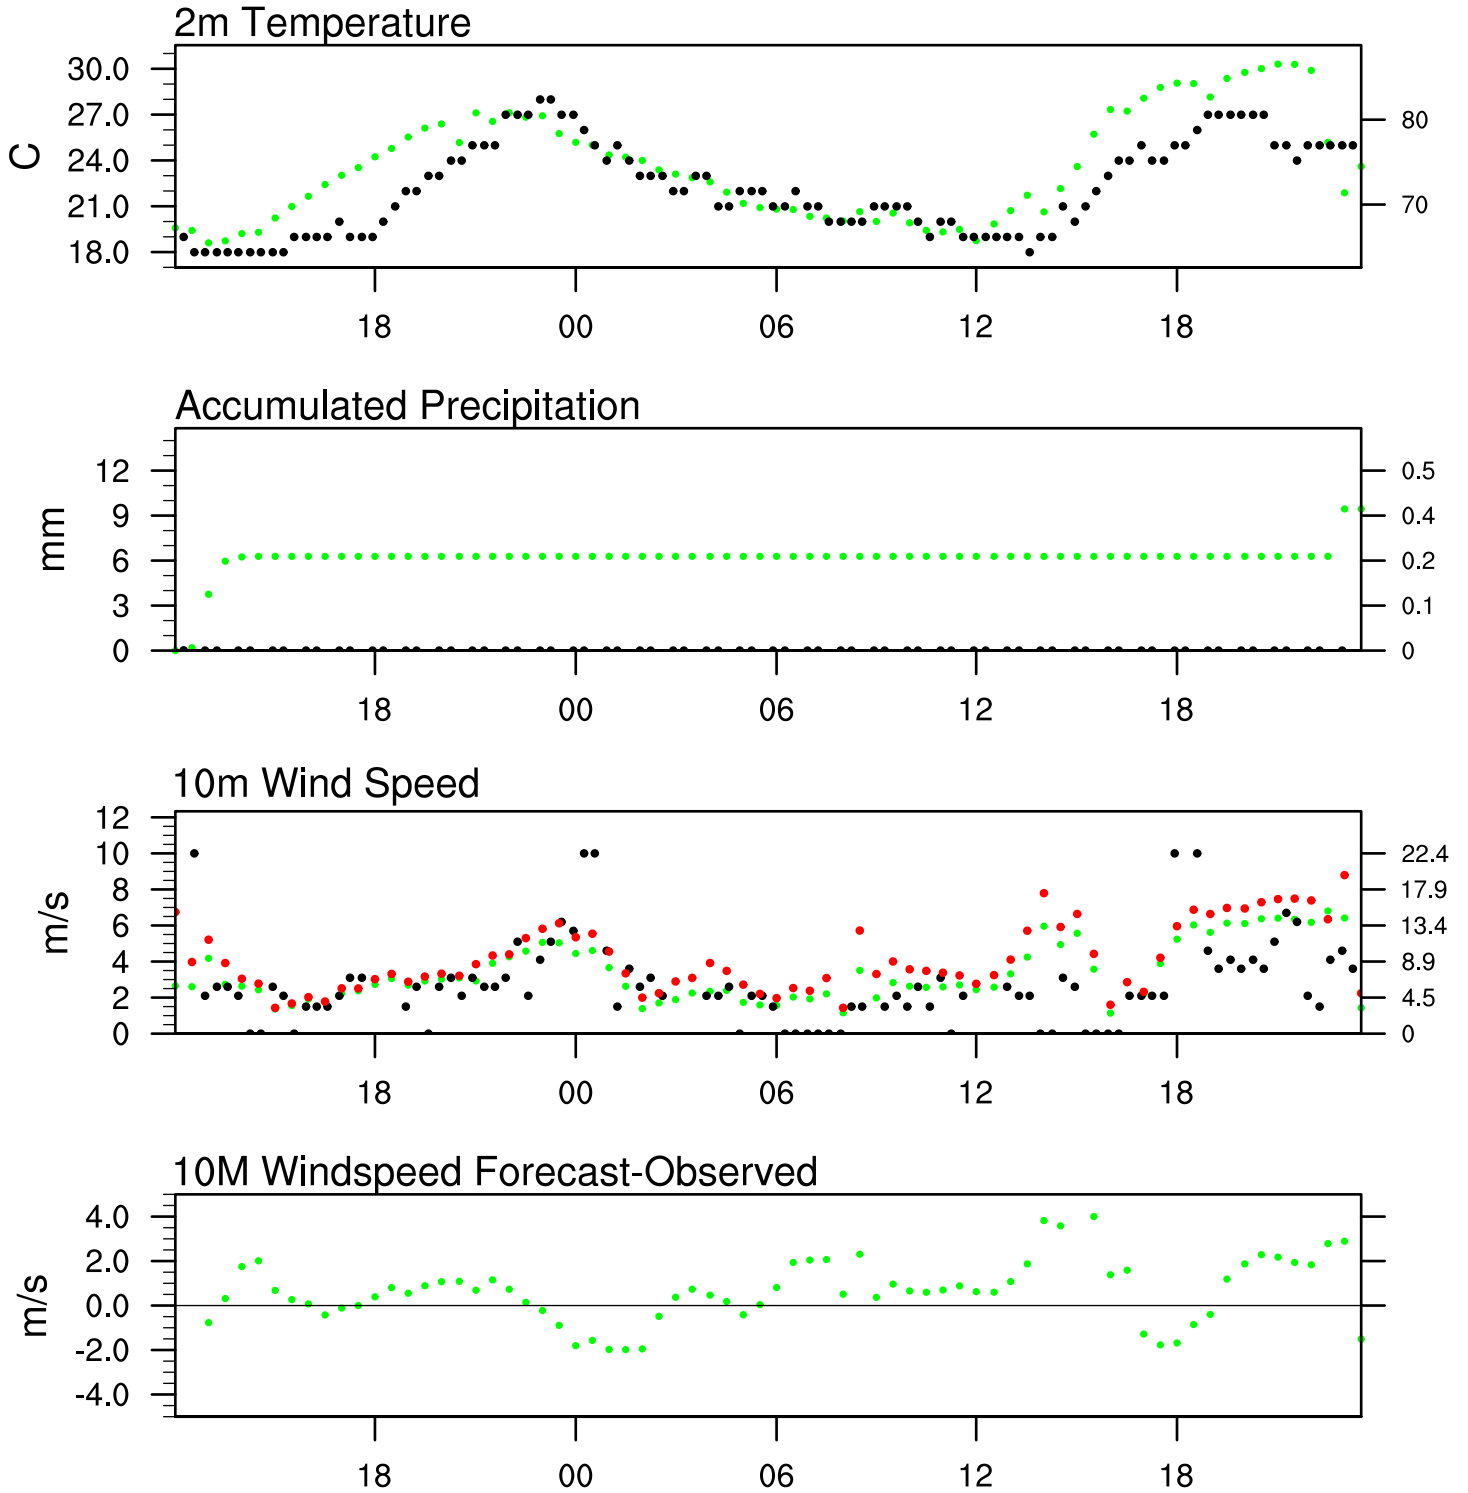 2m Temperature
30.0
27.0
24.0
21.0
18.0
C
80
70
18 00 06 12 18
Accumulated Precipitation
12
9
6
3
0
mm
0.5
0.4
0.2
0.1
0
18 00 06 12 18
10m Wind Speed
12
10
8
6
4
2
0
m/s
22.4
17.9
13.4
8.9
4.5
0
18 00 06 12 18
10M Windspeed Forecast-Observed
4.0
2.0
0.0
-2.0
-4.0
m/s
18 00 06 12 18